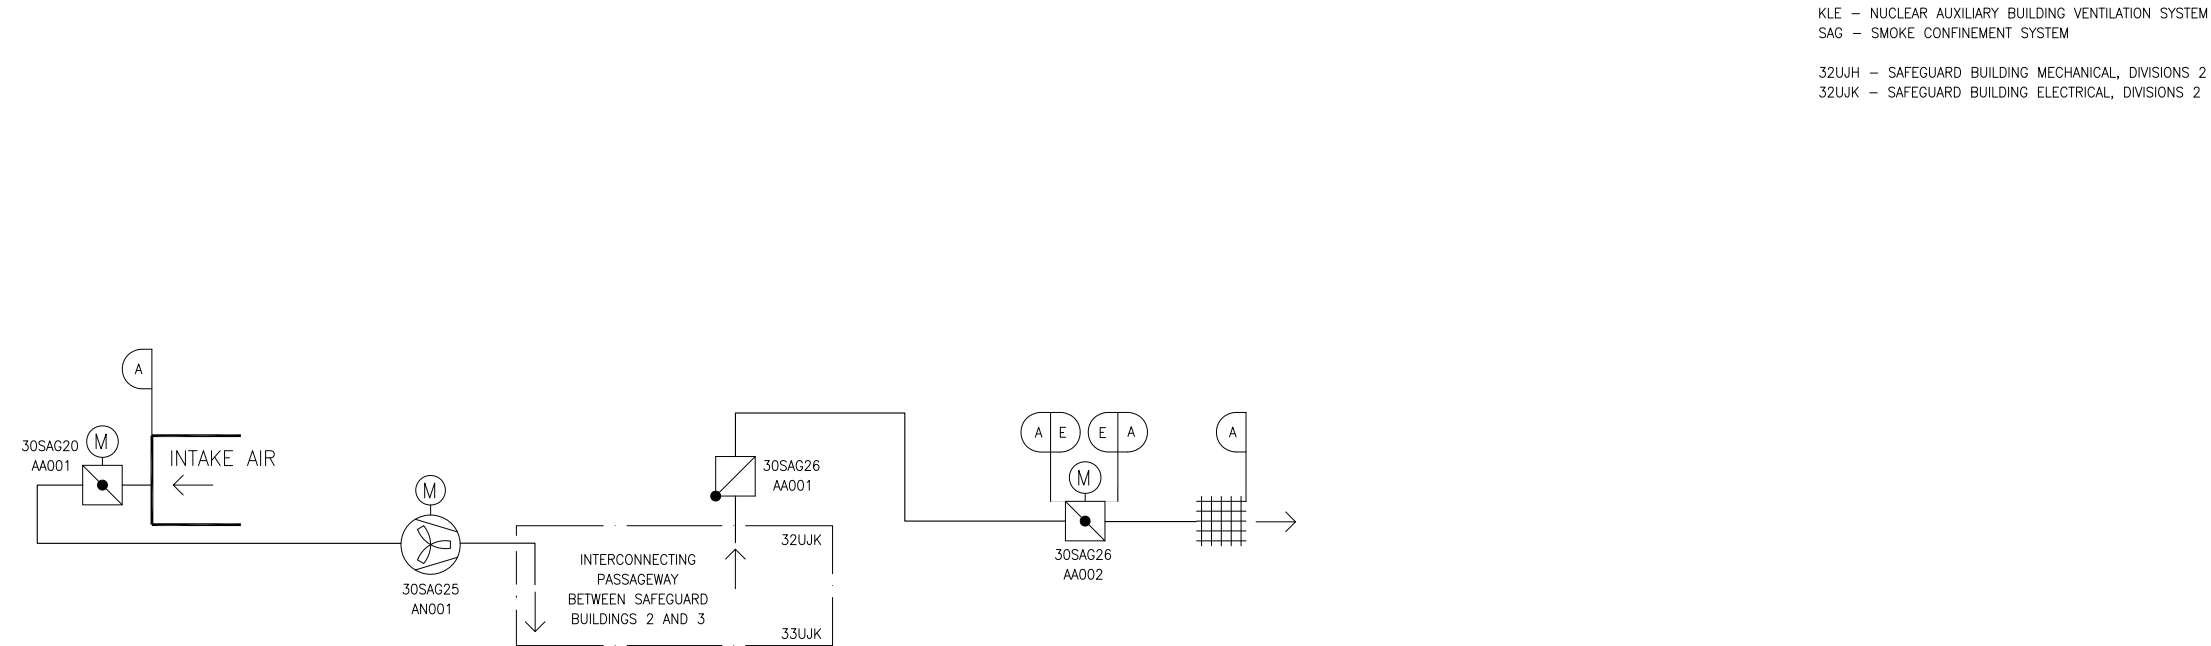 KLE – NUCLEAR AUXILIARY BUILDING VENTILATION SYSTEM
SAG – SMOKE CONFINEMENT SYSTEM
32UJH – SAFEGUARD BUILDING MECHANICAL, DIVISIONS 2
32UJK – SAFEGUARD BUILDING ELECTRICAL, DIVISIONS 2
A
30SAG20
AA001
M
INTAKE AIR
M
30SAG25
AN001
INTERCONNECTING
PASSAGEWAY
BETWEEN SAFEGUARD
BUILDINGS 2 AND 3
32UJK
33UJK
30SAG26
AA001
A E
E A
M
30SAG26
AA002
A